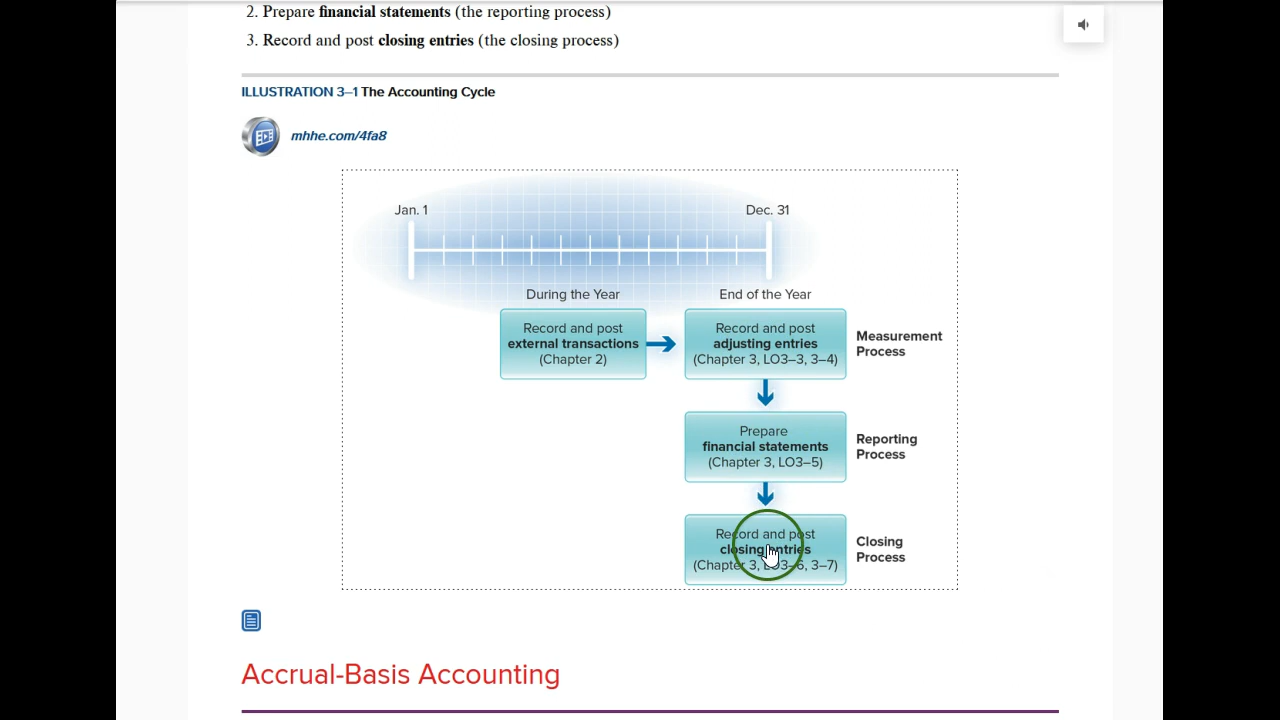 2. Prepare financial statements (the reporting process)
3. Record and post closing entries (the closing process)
ILLUSTRATION 3–1 The Accounting Cycle
mhhe.com/4fa8
Jan. 1
Dec. 31
During the Year
End of the Year
Record and post
external transactions
(Chapter 2)
Record and post
adjusting entries
(Chapter 3, LO3–3, 3–4)
Measurement
Process
Prepare
financial statements
(Chapter 3, LO3–5)
Reporting
Process
Record and post
closing entries
(Chapter 3, LO3–6, 3–7)
Closing
Process
Accrual-Basis Accounting